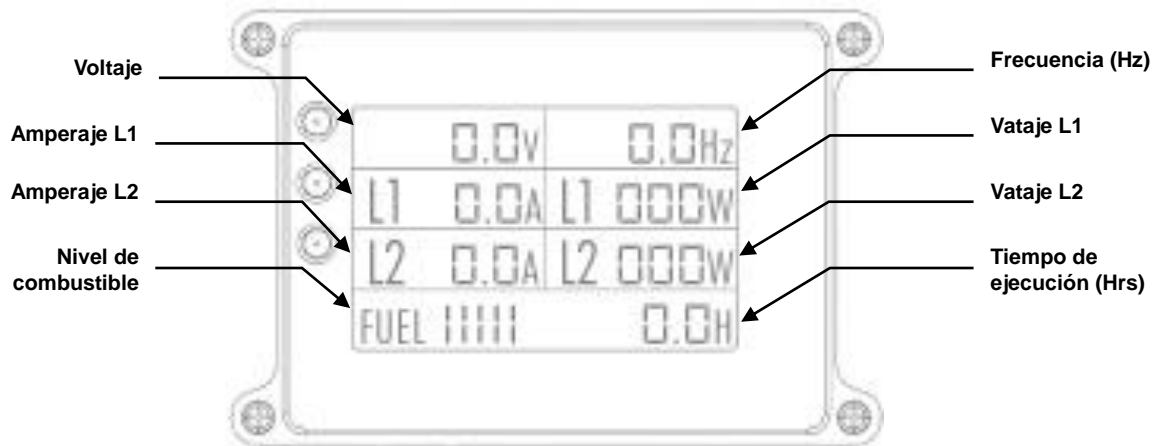 Voltaje
Amperaje L1
Amperaje L2
Nivel de
combustible
0.0V 0.0Hz
L1 0.0A L1 000W
L2 0.0A L2 000W
FUEL 0.0H
Frecuencia (Hz)
Vataje L1
Vataje L2
Tiempo de
ejecución (Hrs)